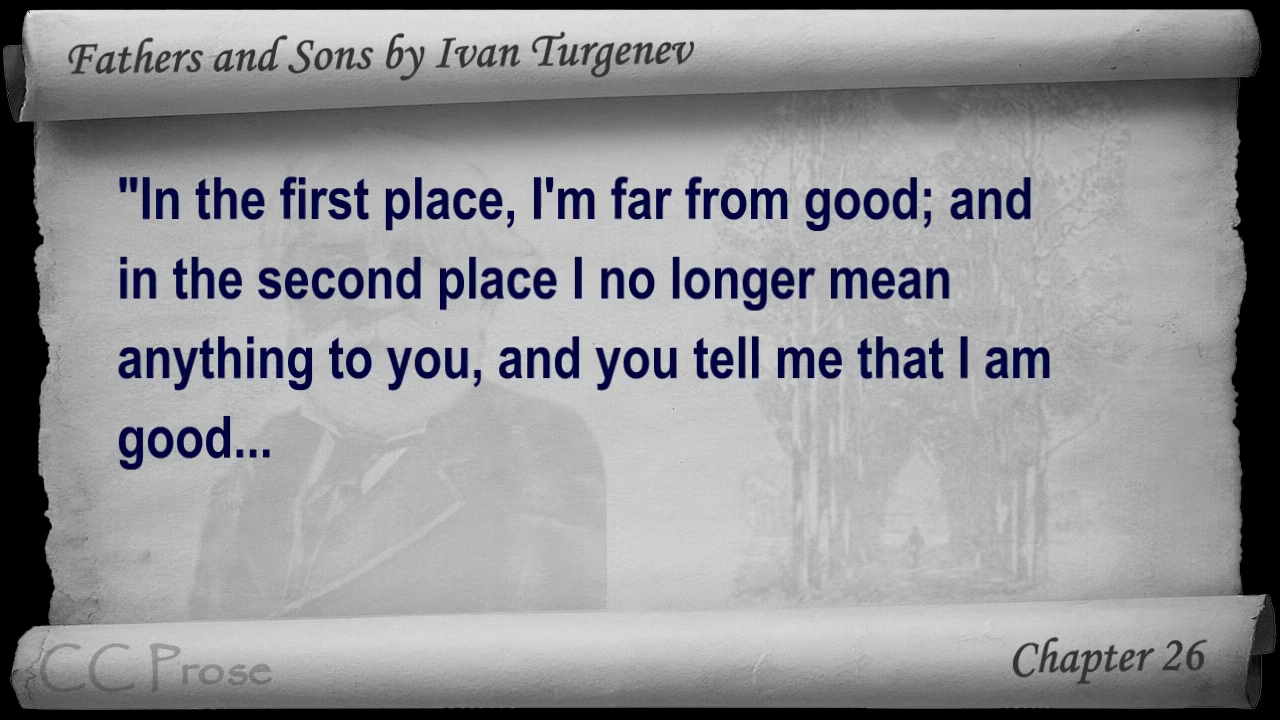 Fathers and Sons by Ivan Turgenev
"In the first place, I'm far from good; and
in the second place I no longer mean
anything to you, and you tell me that I am
good...
CC Prose
Chapter 26